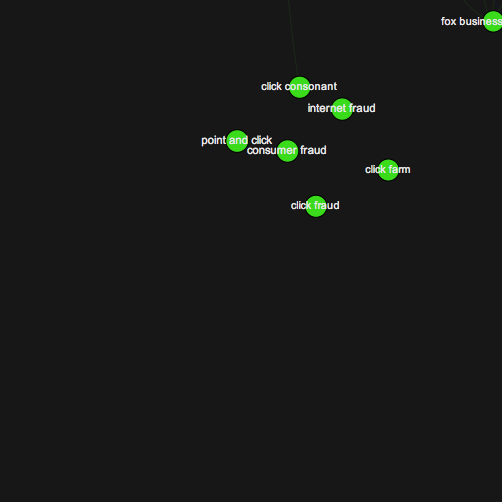 fox business
click consonant
internet fraud
point and click
consumer fraud
click farm
click fraud